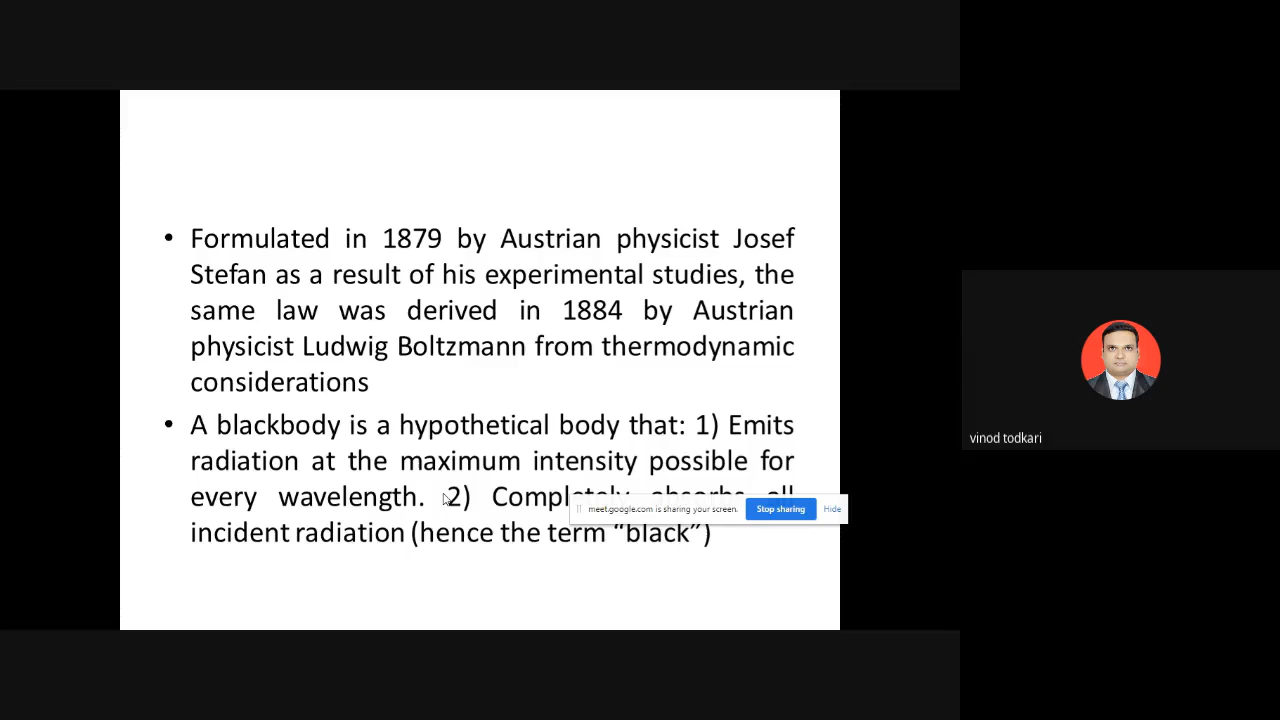 • Formulated in 1879 by Austrian physicist Josef
Stefan as a result of his experimental studies, the
same law was derived in 1884 by Austrian
physicist Ludwig Boltzmann from thermodynamic
considerations
• A blackbody is a hypothetical body that: 1) Emits
radiation at the maximum intensity possible for
every wavelength. 2) Completely absorbs all
meet.google.com is sharing your screen. Stop sharing Hide
incident radiation (hence the term “black”)
vinod todkari